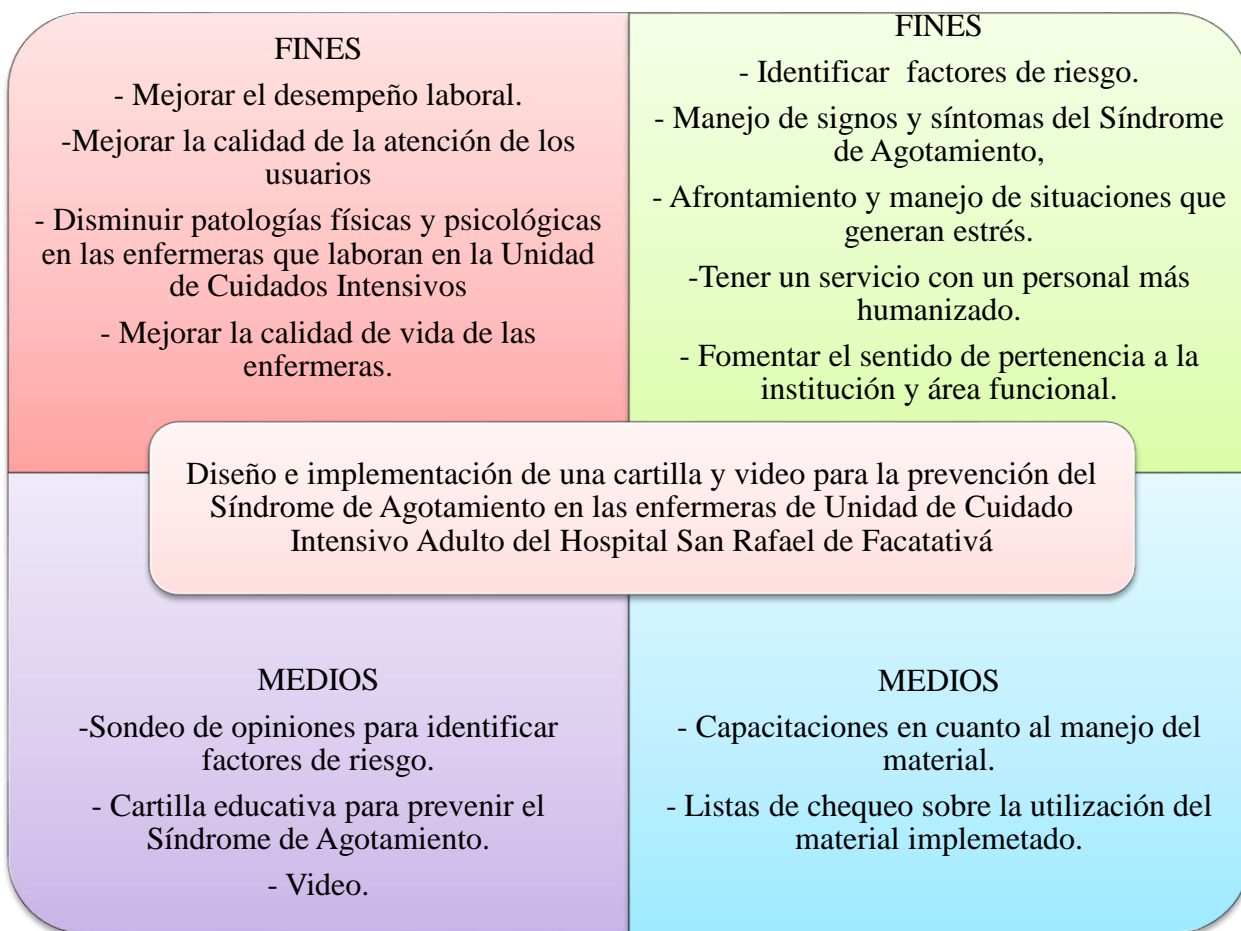 FINES
- Mejorar el desempeño laboral.
-Mejorar la calidad de la atención de los
usuarios
- Disminuir patologías físicas y psicológicas
en las enfermeras que laboran en la Unidad
de Cuidados Intensivos
- Mejorar la calidad de vida de las
enfermeras.
FINES
- Identificar  factores de riesgo.
- Manejo de signos y síntomas del Síndrome
de Agotamiento,
- Afrontamiento y manejo de situaciones que
generan estrés.
-Tener un servicio con un personal más
humanizado.
- Fomentar el sentido de pertenencia a la
institución y área funcional.
Diseño e implementación de una cartilla y video para la prevención del
Síndrome de Agotamiento en las enfermeras de Unidad de Cuidado
Intensivo Adulto del Hospital San Rafael de Facatativá
MEDIOS
-Sondeo de opiniones para identificar
factores de riesgo.
- Cartilla educativa para prevenir el
Síndrome de Agotamiento.
- Video.
MEDIOS
- Capacitaciones en cuanto al manejo del
material.
- Listas de chequeo sobre la utilización del
material implemetado.